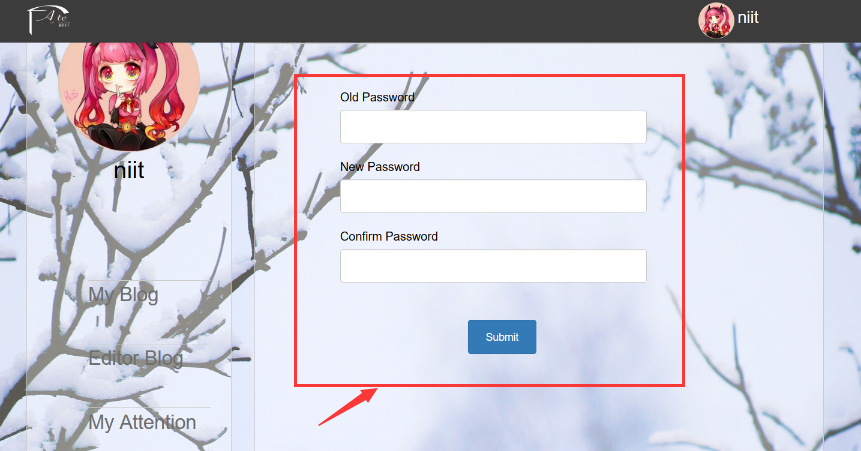 niit
niit
My Blog
Editor Blog
My Attention
Old Password
New Password
Confirm Password
Submit